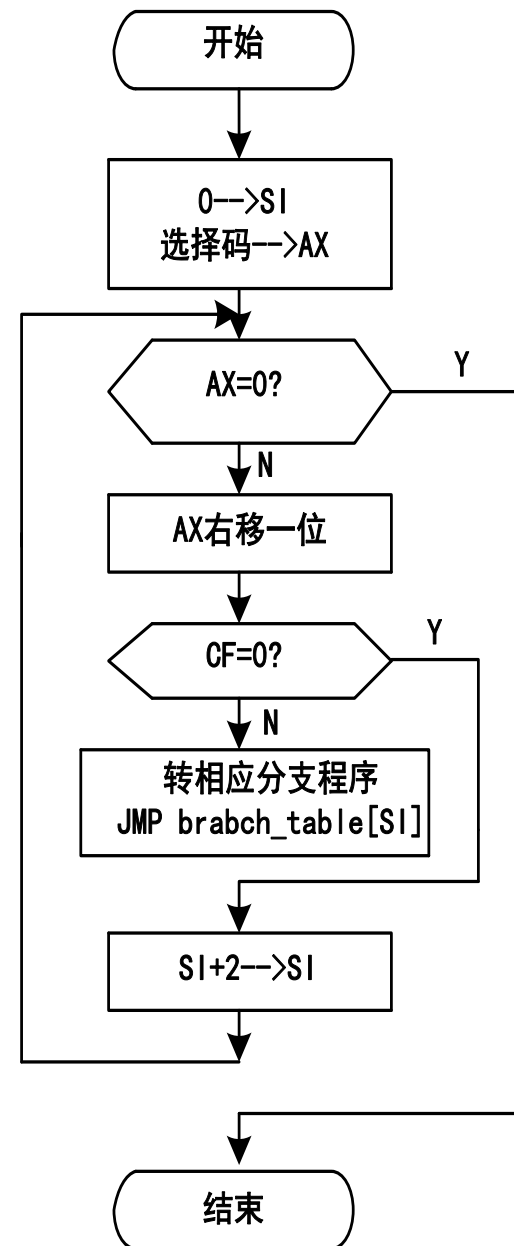 开始
0-->SI
选择码-->AX
AX=0?
Y
N
AX右移一位
CF=0?
Y
N
转相应分支程序
JMP brabch_table[SI]
SI+2-->SI
结束